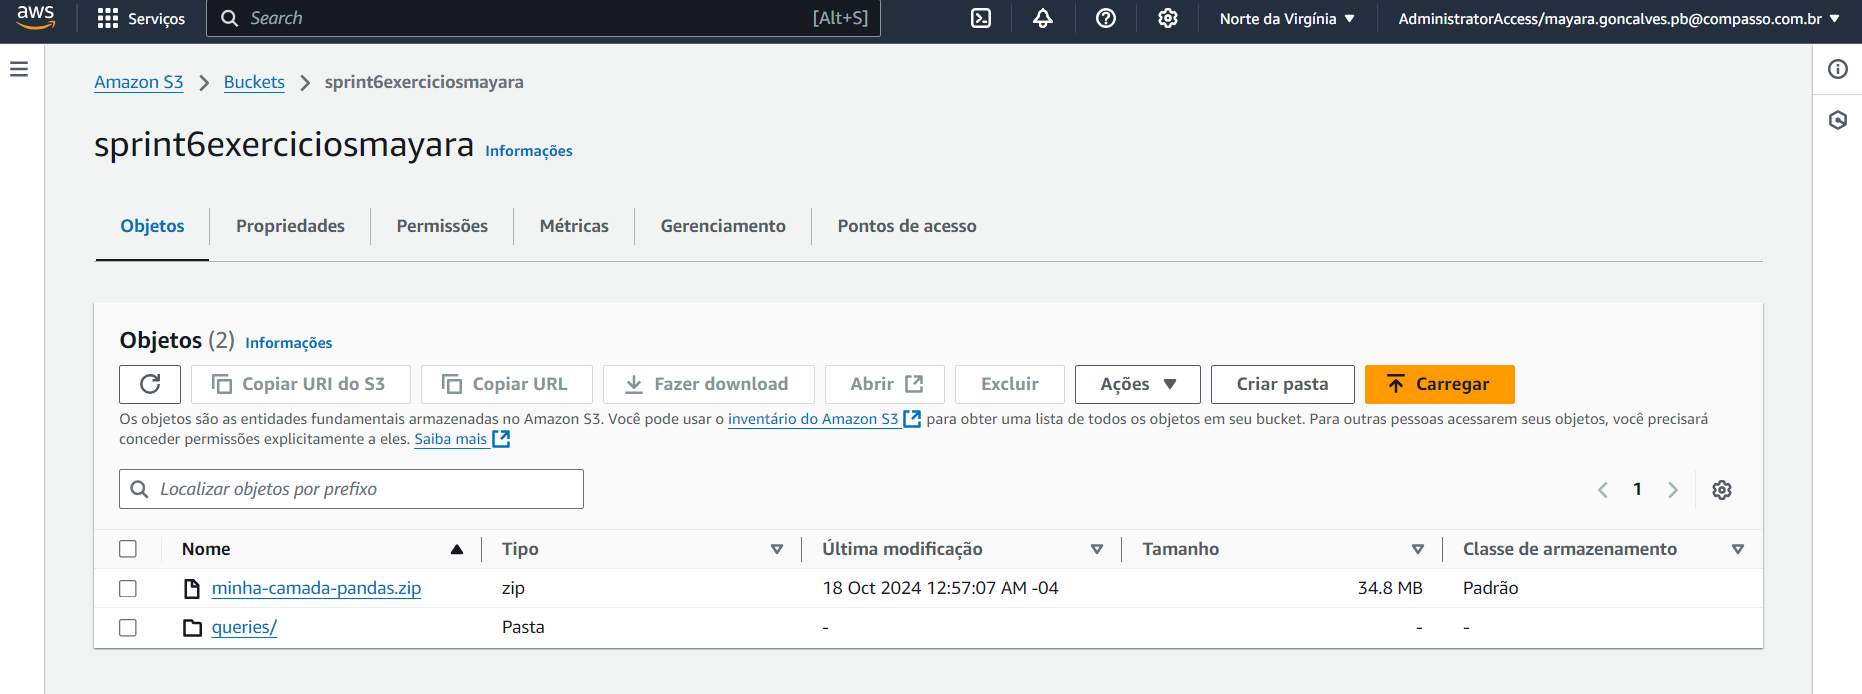 aws Serviços Search [Alt+S] Norte da Virgínia AdministratorAccess/mayara.goncalves.pb@compasso.com.br
Amazon S3 Buckets sprint6exerciciosmayara
sprint6exerciciosmayara Informações
Objetos Propriedades Permissões Métricas Gerenciamento Pontos de acesso
Objetos (2) Informações
Copiar URI do S3 Copiar URL Fazer download Abrir Excluir Ações Criar pasta Carregar
Os objetos são as entidades fundamentais armazenadas no Amazon S3. Você pode usar o inventário do Amazon S3 para obter uma lista de todos os objetos em seu bucket. Para outras pessoas acessarem seus objetos, você precisará
conceder permissões explicitamente a eles. Saiba mais
Localizar objetos por prefixo 1
Nome Tipo Última modificação Tamanho Classe de armazenamento
minha-camada-pandas.zip zip 18 Oct 2024 12:57:07 AM -04 34.8 MB Padrão
queries/ Pasta - - -